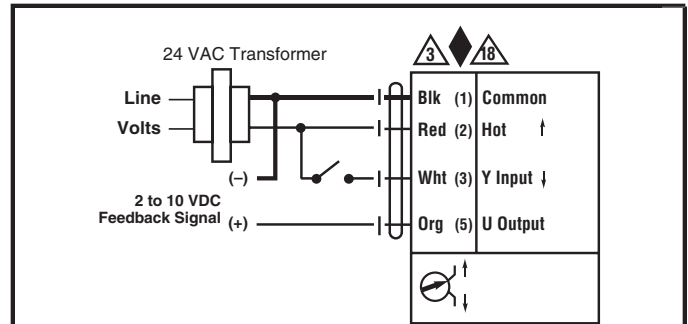 24 VAC Transformer
3 18
Line
Volts
Blk (1) Common
Red (2) Hot ↑
(–)
Wht (3) Y Input ↓
2 to 10 VDC
Feedback Signal (+)
Org (5) U Output